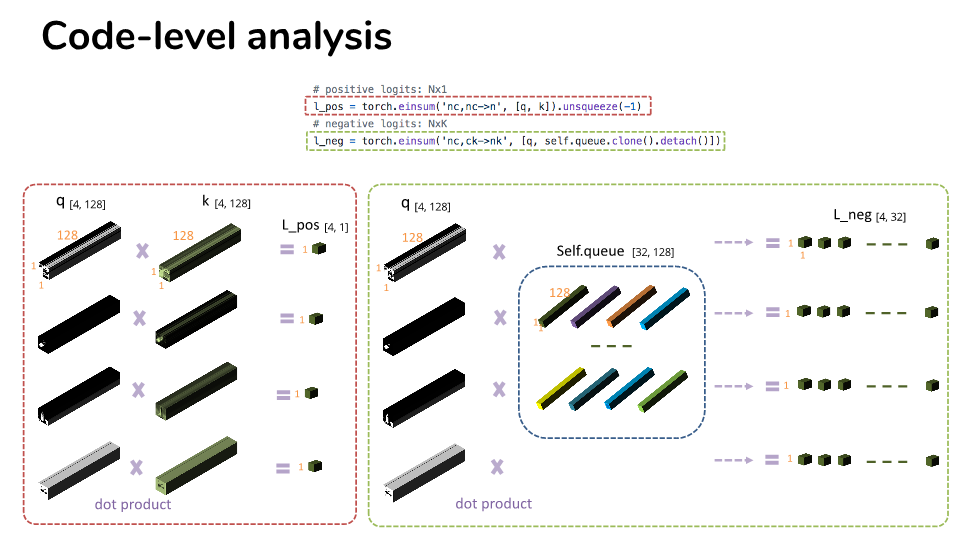 Code-level analysis
# positive logits: Nx1
l_pos = torch.einsum('nc,nc->n', [q, k]).unsqueeze(-1)
# negative logits: NxK
l_neg = torch.einsum('nc,ck->nk', [q, self.queue.clone().detach()])
q [4, 128]
k [4, 128]
L_pos [4, 1]
128
128
1
1
1
1
1
1
1
1
dot product
q [4, 128]
Self.queue [32, 128]
L_neg [4, 32]
128
1
1
128
1
1
1
1
1
1
1
dot product